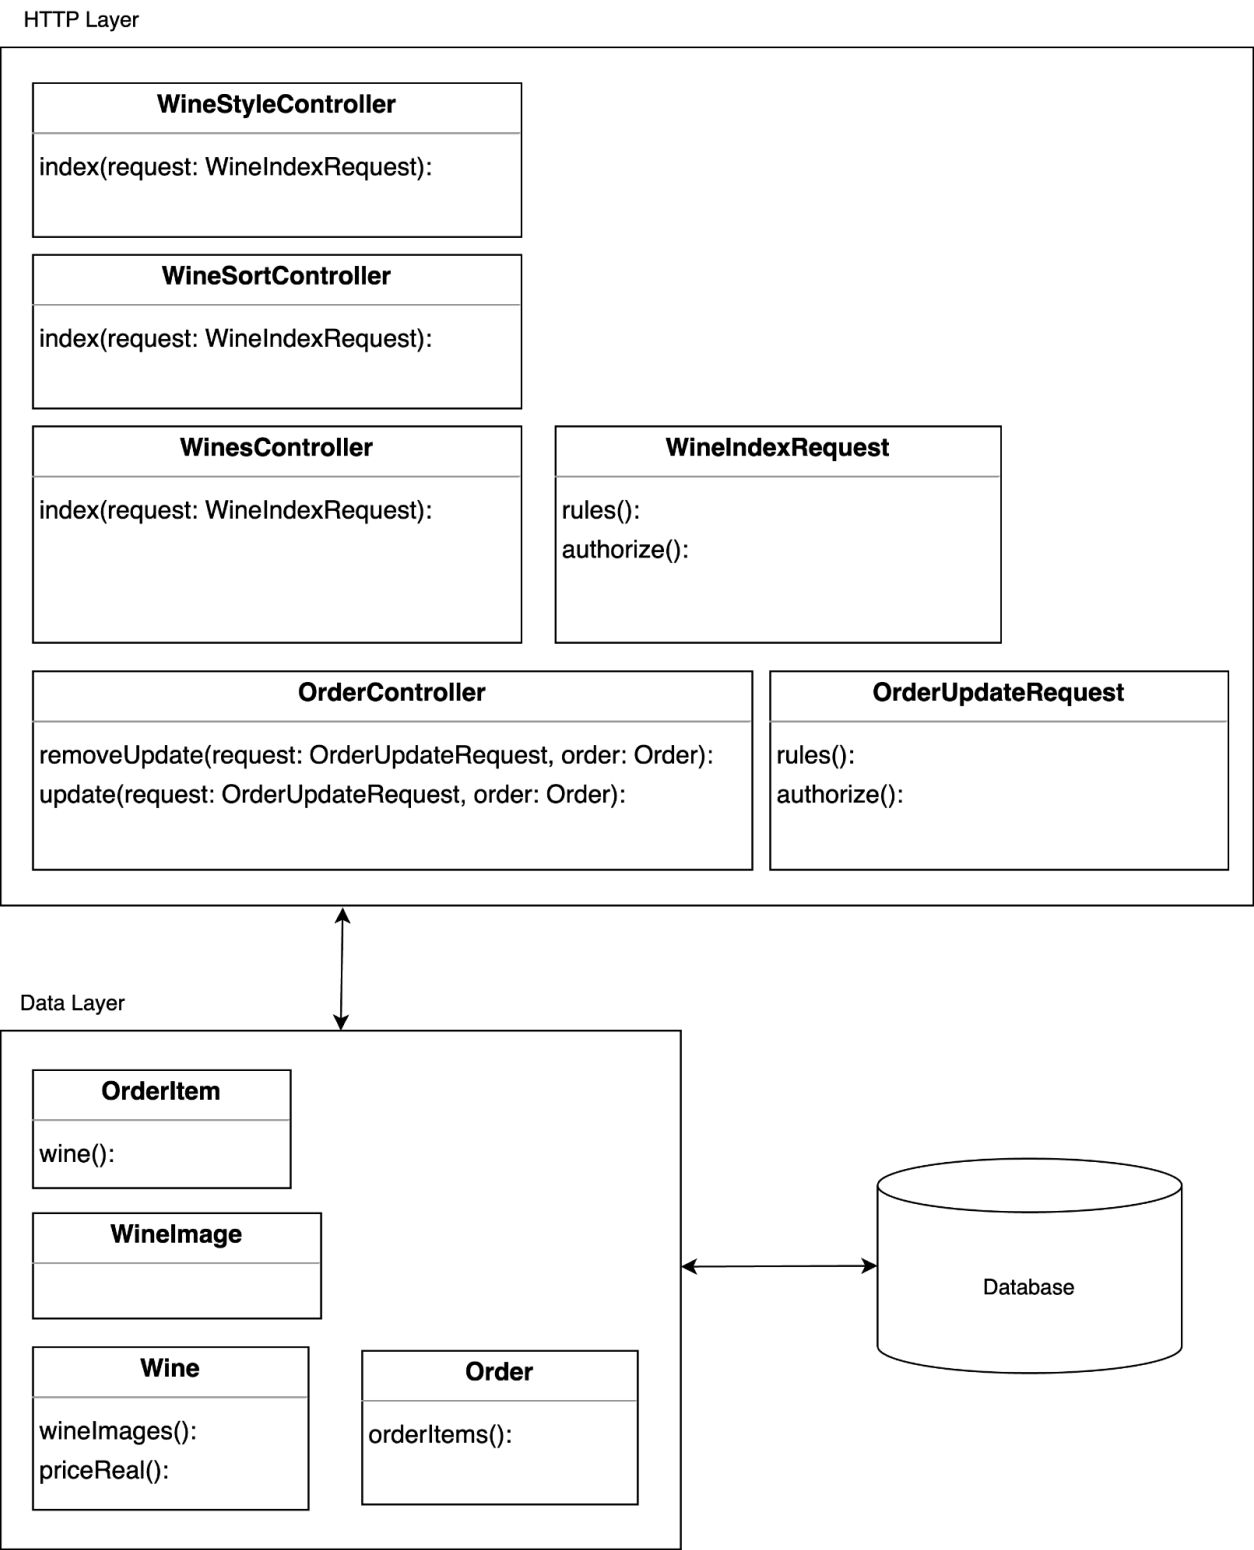 HTTP Layer
WineStyleController
index(request: WineIndexRequest):
WineSortController
index(request: WineIndexRequest):
WinesController
index(request: WineIndexRequest):
WineIndexRequest
rules():
authorize():
OrderController
removeUpdate(request: OrderUpdateRequest, order: Order):
update(request: OrderUpdateRequest, order: Order):
OrderUpdateRequest
rules():
authorize():
Data Layer
OrderItem
wine():
WineImage
Wine
wineImages():
priceReal():
Order
orderItems():
Database